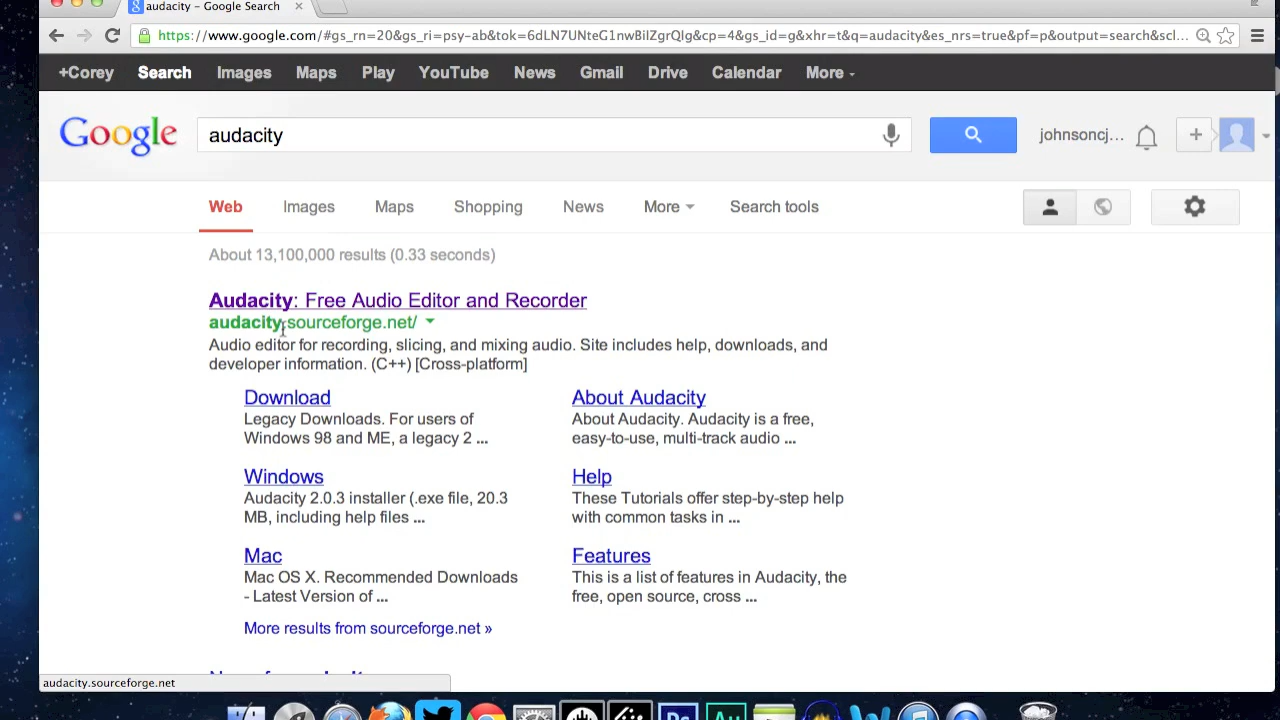 audacity - Google Search
https://www.google.com/#gs_rn=20&gs_ri=psy-ab&tok=6dLN7UNteG1nwBilZgrQlg&cp=4&gs_id=g&xhr=t&q=audacity&es_nrs=true&pf=p&output=search&scl...
+Corey Search Images Maps Play YouTube News Gmail Drive Calendar More
Google audacity johnsoncj...
Web Images Maps Shopping News More Search tools
About 13,100,000 results (0.33 seconds)
Audacity: Free Audio Editor and Recorder
audacity.sourceforge.net/
Audio editor for recording, slicing, and mixing audio. Site includes help, downloads, and
developer information. (C++) [Cross-platform]
Download
Legacy Downloads. For users of
Windows 98 and ME, a legacy 2 ...
About Audacity
About Audacity. Audacity is a free,
easy-to-use, multi-track audio ...
Windows
Audacity 2.0.3 installer (.exe file, 20.3
MB, including help files ...
Help
These Tutorials offer step-by-step help
with common tasks in ...
Mac
Mac OS X. Recommended Downloads
- Latest Version of ...
Features
This is a list of features in Audacity, the
free, open source, cross ...
More results from sourceforge.net »
audacity.sourceforge.net
Ps Au